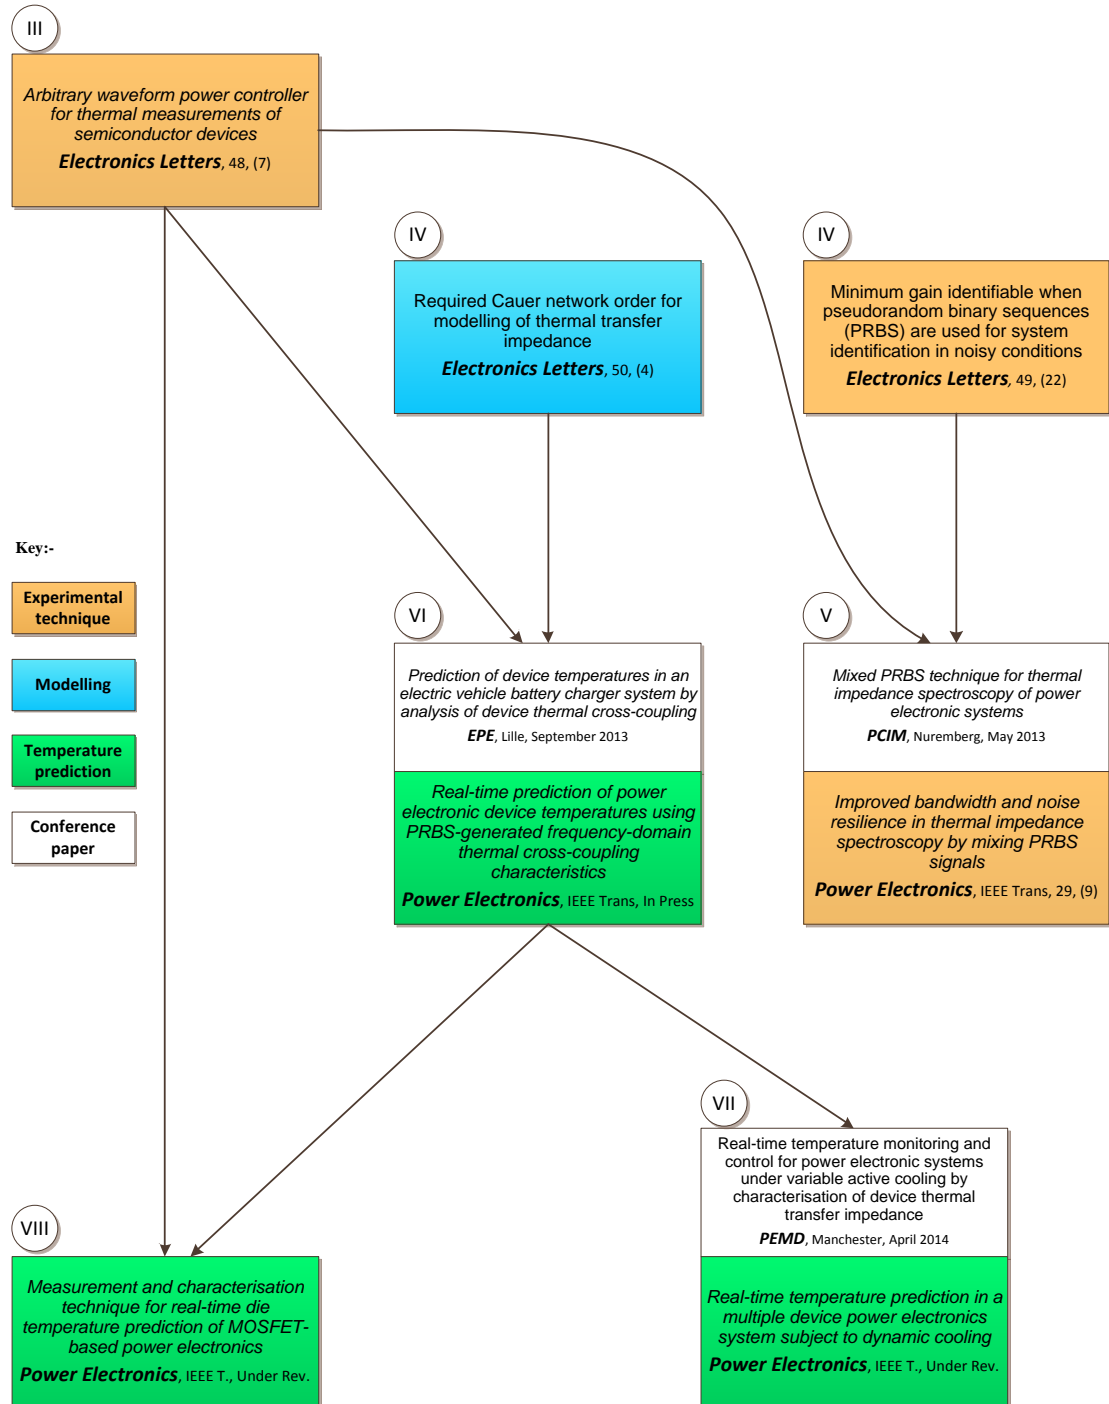 III
Arbitrary waveform power controller
for thermal measurements of
semiconductor devices
Electronics Letters, 48, (7)
IV
Required Cauer network order for
modelling of thermal transfer
impedance
Electronics Letters, 50, (4)
IV
Minimum gain identifiable when
pseudorandom binary sequences
(PRBS) are used for system
identification in noisy conditions
Electronics Letters, 49, (22)
Key:-
Experimental
technique
Modelling
Temperature
prediction
Conference
paper
VI
Prediction of device temperatures in an
electric vehicle battery charger system by
analysis of device thermal cross-coupling
EPE, Lille, September 2013
Real-time prediction of power
electronic device temperatures using
PRBS-generated frequency-domain
thermal cross-coupling
characteristics
Power Electronics, IEEE Trans, In Press
V
Mixed PRBS technique for thermal
impedance spectroscopy of power
electronic systems
PCIM, Nuremberg, May 2013
Improved bandwidth and noise
resilience in thermal impedance
spectroscopy by mixing PRBS
signals
Power Electronics, IEEE Trans, 29, (9)
VII
Real-time temperature monitoring and
control for power electronic systems
under variable active cooling by
characterisation of device thermal
transfer impedance
PEMD, Manchester, April 2014
Real-time temperature prediction in a
multiple device power electronics
system subject to dynamic cooling
Power Electronics, IEEE T., Under Rev.
VIII
Measurement and characterisation
technique for real-time die
temperature prediction of MOSFET-
based power electronics
Power Electronics, IEEE T., Under Rev.